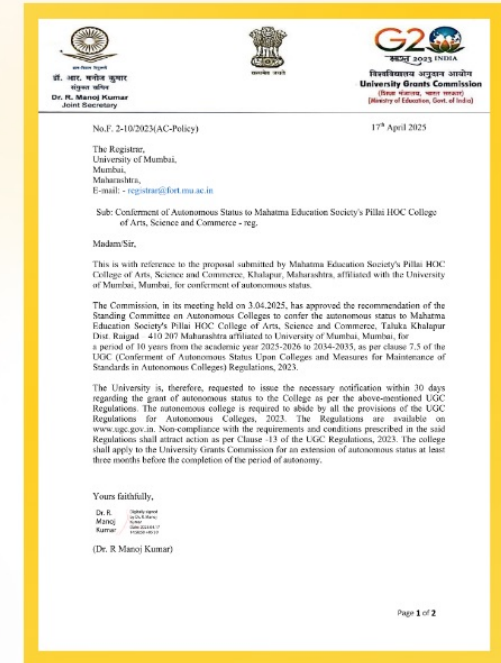 ज्ञान-विज्ञान विमुक्तये
डॉ. आर. मनोज कुमार
संयुक्त सचिव
Dr. R. Manoj Kumar
Joint Secretary
सत्यमेव जयते
G20
भारत 2023 INDIA
विश्वविद्यालय अनुदान आयोग
University Grants Commission
(शिक्षा मंत्रालय, भारत सरकार)
(Ministry of Education, Govt. of India)
No.F. 2-10/2023(AC-Policy)
17th April 2025
The Registrar,
University of Mumbai,
Mumbai,
Maharashtra,
E-mail: - registrar@fort.mu.ac.in
Sub: Conferment of Autonomous Status to Mahatma Education Society's Pillai HOC College
of Arts, Science and Commerce - reg.
Madam/Sir,
This is with reference to the proposal submitted by Mahatma Education Society's Pillai HOC
College of Arts, Science and Commerce, Khalapur, Maharashtra, affiliated with the University
of Mumbai, Mumbai, for conferment of autonomous status.
The Commission, in its meeting held on 3.04.2025, has approved the recommendation of the
Standing Committee on Autonomous Colleges to confer the autonomous status to Mahatma
Education Society's Pillai HOC College of Arts, Science and Commerce, Taluka Khalapur
Dist. Raigad – 410 207 Maharashtra affiliated to University of Mumbai, Mumbai, for
a period of 10 years from the academic year 2025-2026 to 2034-2035, as per clause 7.5 of the
UGC (Conferment of Autonomous Status Upon Colleges and Measures for Maintenance of
Standards in Autonomous Colleges) Regulations, 2023.
The University is, therefore, requested to issue the necessary notification within 30 days
regarding the grant of autonomous status to the College as per the above-mentioned UGC
Regulations. The autonomous college is required to abide by all the provisions of the UGC
Regulations for Autonomous Colleges, 2023. The Regulations are available on
www.ugc.gov.in. Non-compliance with the requirements and conditions prescribed in the said
Regulations shall attract action as per Clause -13 of the UGC Regulations, 2023. The college
shall apply to the University Grants Commission for an extension of autonomous status at least
three months before the completion of the period of autonomy.
Yours faithfully,
Dr. R.
Manoj
Kumar
Digitally signed
by Dr. R. Manoj
Kumar
(Dr. R Manoj Kumar)
Page 1 of 2